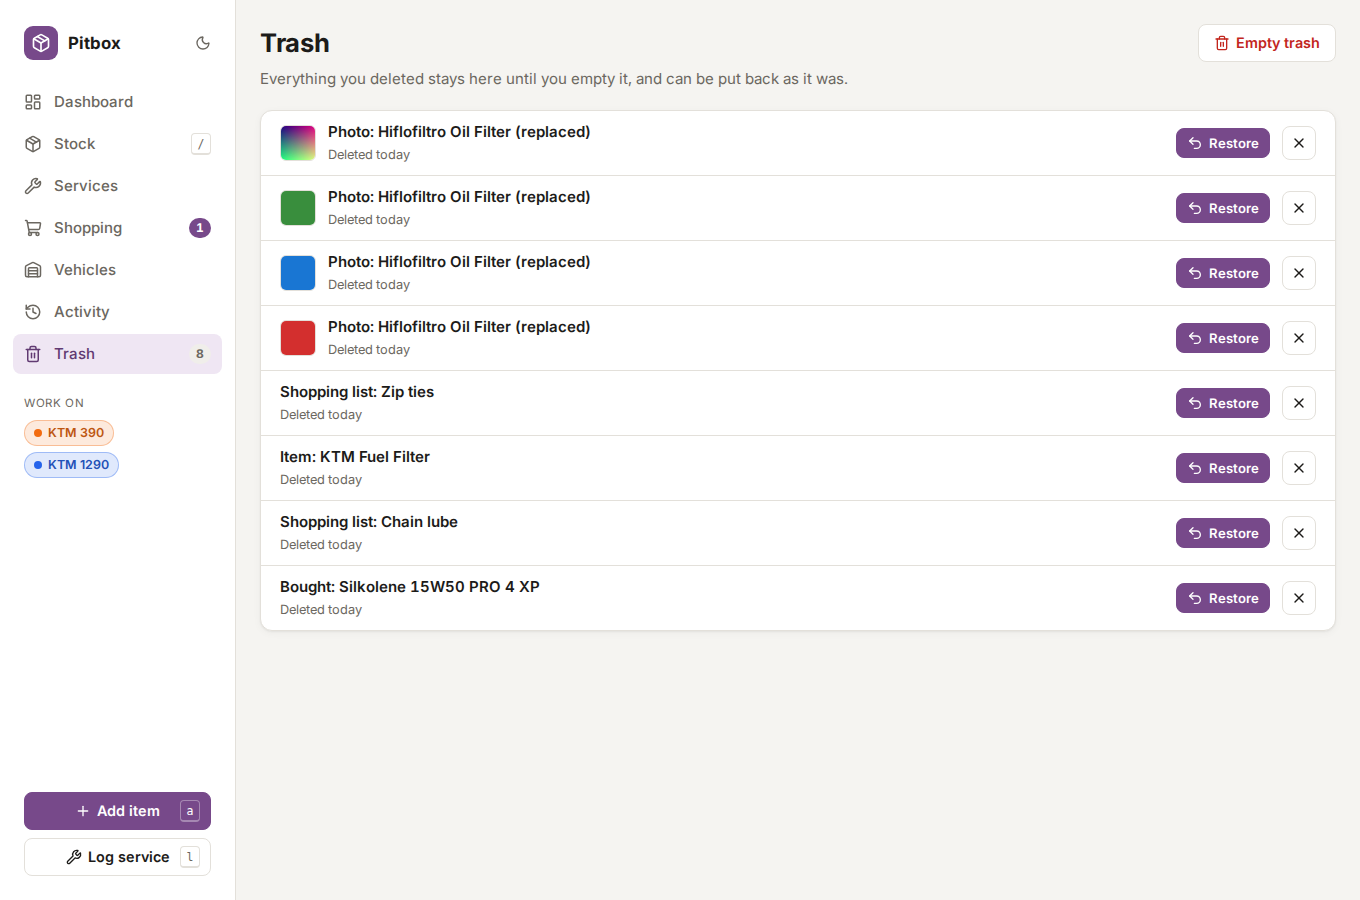 Pitbox
Dashboard
Stock /
Services
Shopping 1
Vehicles
Activity
Trash 8
WORK ON
KTM 390
KTM 1290
Add item a
Log service l
Trash
Empty trash
Everything you deleted stays here until you empty it, and can be put back as it was.
Photo: Hiflofiltro Oil Filter (replaced)
Deleted today
Restore
Photo: Hiflofiltro Oil Filter (replaced)
Deleted today
Restore
Photo: Hiflofiltro Oil Filter (replaced)
Deleted today
Restore
Photo: Hiflofiltro Oil Filter (replaced)
Deleted today
Restore
Shopping list: Zip ties
Deleted today
Restore
Item: KTM Fuel Filter
Deleted today
Restore
Shopping list: Chain lube
Deleted today
Restore
Bought: Silkolene 15W50 PRO 4 XP
Deleted today
Restore